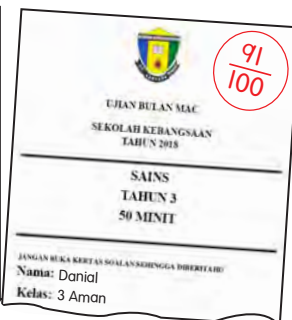 91
100
UJIAN BULAN MAC
SEKOLAH KEBANGSAAN
TAHUN 2018
SAINS
TAHUN 3
50 MINIT
JANGAN BUKA KERTAS SOALAN SEHINGGA DIBERITAHU
Nama: Danial
Kelas: 3 Aman